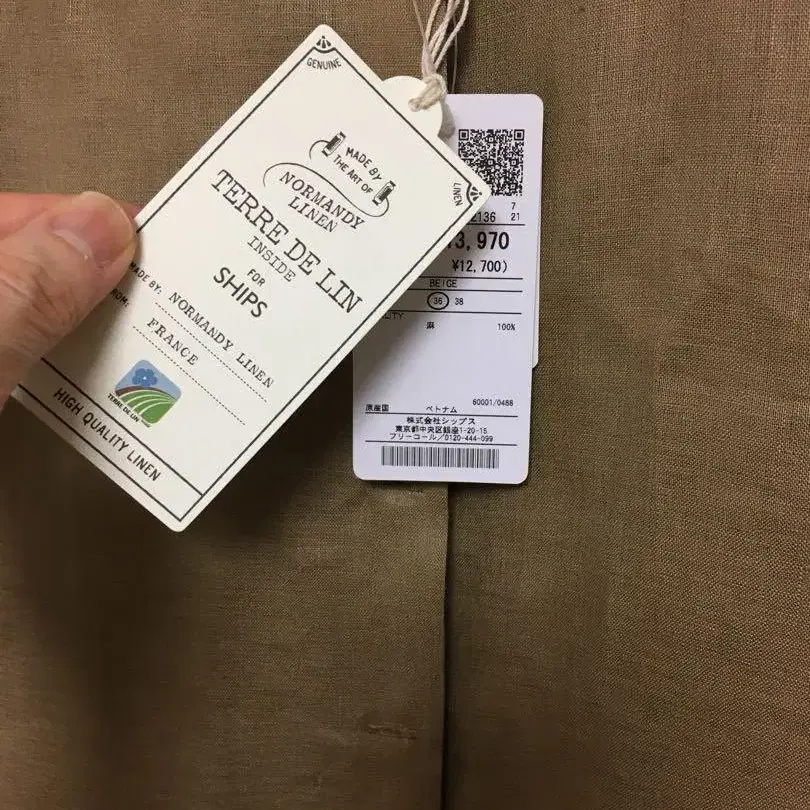 GENUINE
MADE BY
THE ART OF
NORMANDY
LINEN
TERRE DE LIN
INSIDE
FOR
SHIPS
LINEN
MADE BY: NORMANDY LINEN
FRANCE
TERRE DE LIN
HIGH QUALITY LINEN
7
2136 21
3,970
¥12,700)
BEIGE
36 38
麻 100%
60001/0486
原産国 ベトナム
株式会社シップス
東京都中央区銀座1-20-15
フリーコール/0120-444-099